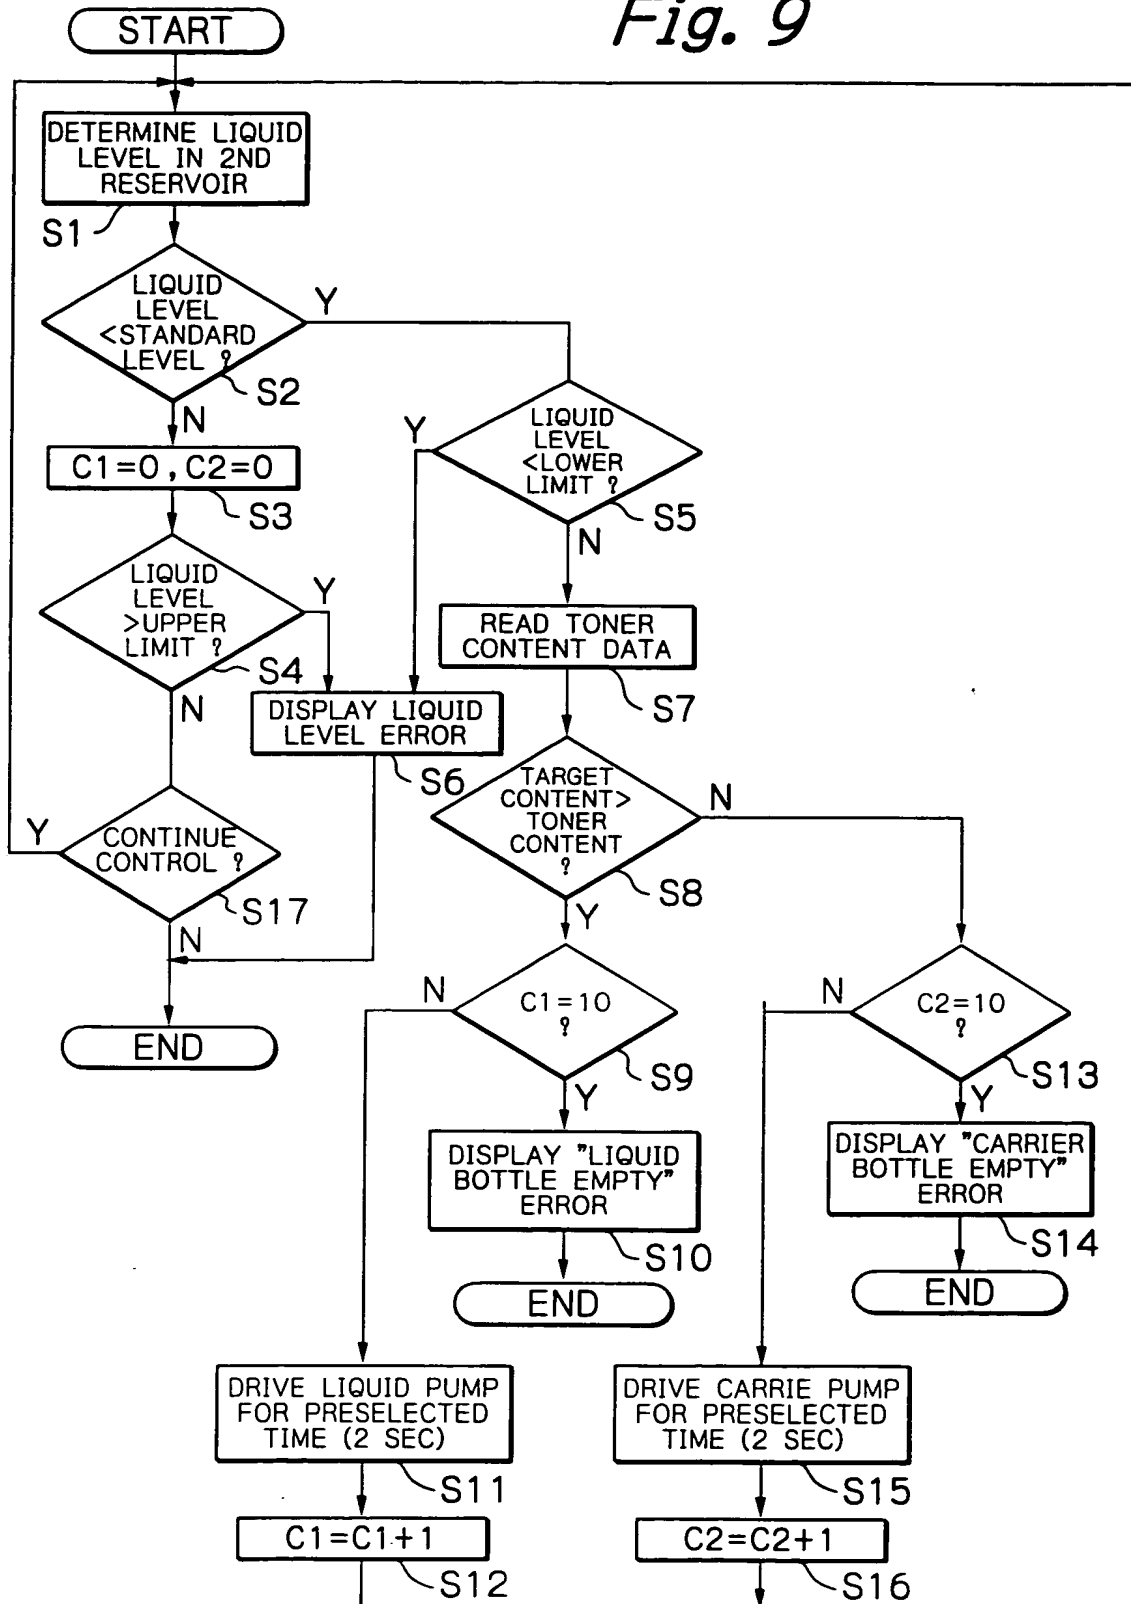 Fig. 9
START
DETERMINE LIQUID
LEVEL IN 2ND
RESERVOIR
S1
LIQUID
LEVEL
<STANDARD
LEVEL ?
S2
Y
N
C1=0,C2=0
S3
LIQUID
LEVEL
>UPPER
LIMIT ?
S4
Y
N
LIQUID
LEVEL
<LOWER
LIMIT ?
S5
Y
N
DISPLAY LIQUID
LEVEL ERROR
S6
READ TONER
CONTENT DATA
S7
TARGET
CONTENT>
TONER
CONTENT
?
S8
N
Y
CONTINUE
CONTROL ?
S17
Y
N
END
C1=10
?
S9
N
Y
DISPLAY "LIQUID
BOTTLE EMPTY"
ERROR
S10
END
C2=10
?
S13
N
Y
DISPLAY "CARRIER
BOTTLE EMPTY"
ERROR
S14
END
DRIVE LIQUID PUMP
FOR PRESELECTED
TIME (2 SEC)
S11
C1=C1+1
S12
DRIVE CARRIE PUMP
FOR PRESELECTED
TIME (2 SEC)
S15
C2=C2+1
S16